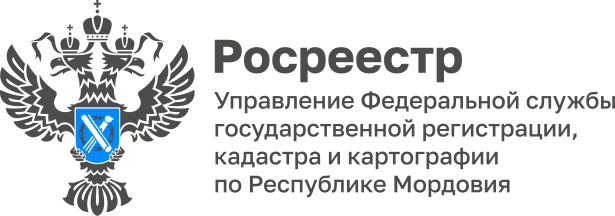 Росреестр
Управление Федеральной службы
государственной регистрации,
кадастра и картографии
по Республике Мордовия